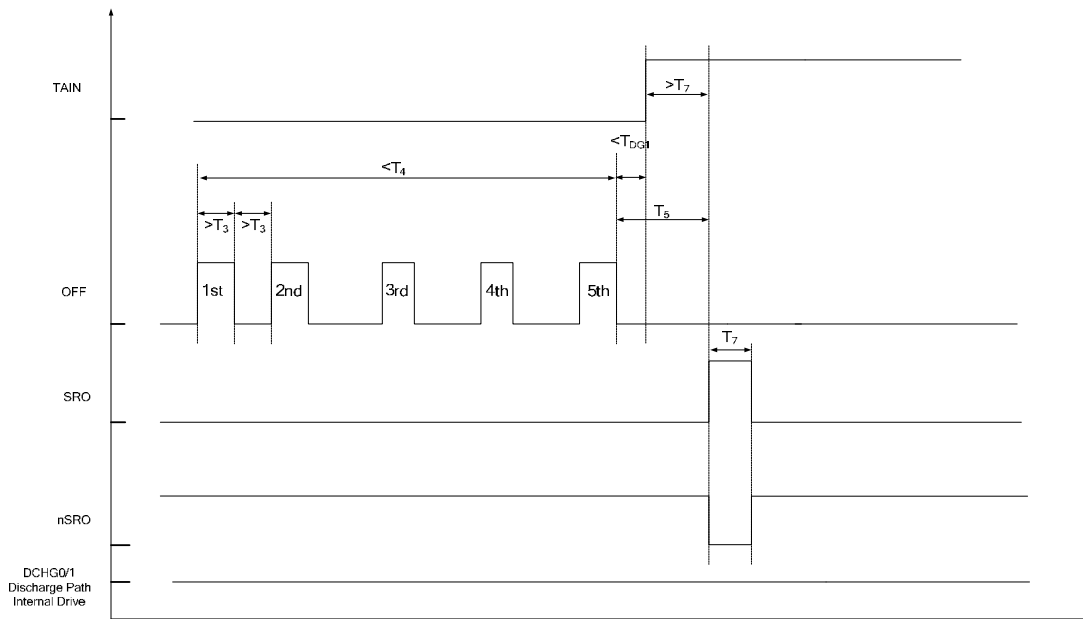 TAIN
>T7
<TDG1
<T4
T5
>T3
>T3
OFF
1st
2nd
3rd
4th
5th
T7
SRO
nSRO
DCHG0/1
Discharge Path
Internal Drive